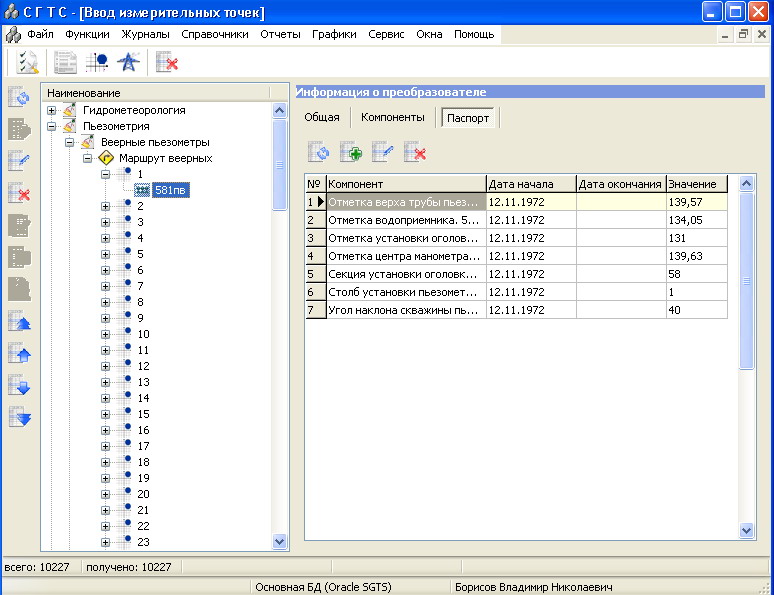 С Г Т С - [Ввод измерительных точек]
Файл Функции Журналы Справочники Отчеты Графики Сервис Окна Помощь
Наименование
Гидрометеорология
Пьезометрия
Веерные пьезометры
Маршрут веерных
1
581пв
2
3
4
5
6
7
8
9
10
11
12
13
14
15
16
17
18
19
20
21
22
23
Информация о преобразователе
Общая Компоненты Паспорт
№ Компонент Дата начала Дата окончания Значение
1 Отметка верха трубы пьез... 12.11.1972 139,57
2 Отметка водоприемника. 5... 12.11.1972 134,05
3 Отметка установки оголов... 12.11.1972 131
4 Отметка центра манометра... 12.11.1972 139,63
5 Секция установки оголовк... 12.11.1972 58
6 Столб установки пьезомет... 12.11.1972 1
7 Угол наклона скважины пь... 12.11.1972 40
всего: 10227 получено: 10227
Основная БД (Oracle SGTS) Борисов Владимир Николаевич